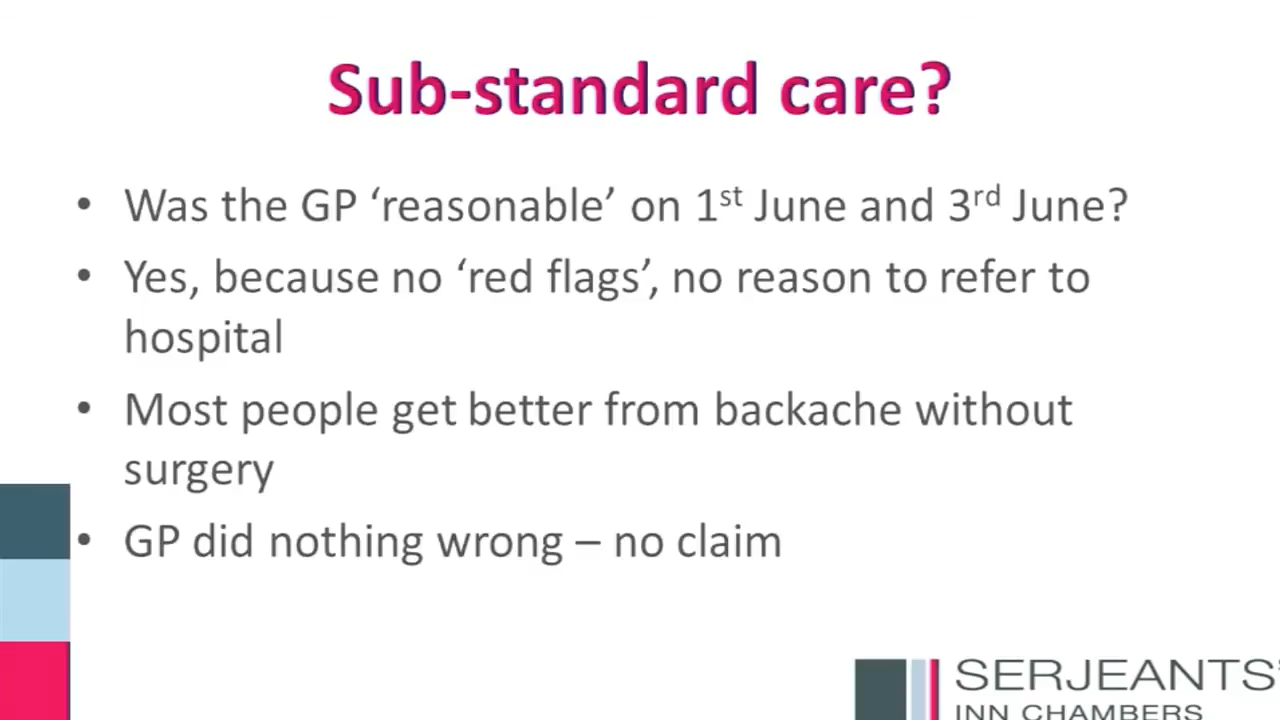 Sub-standard care?
• Was the GP ‘reasonable’ on 1st June and 3rd June?
• Yes, because no ‘red flags’, no reason to refer to
hospital
• Most people get better from backache without
surgery
• GP did nothing wrong – no claim
SERJEANTS’
INN CHAMBERS